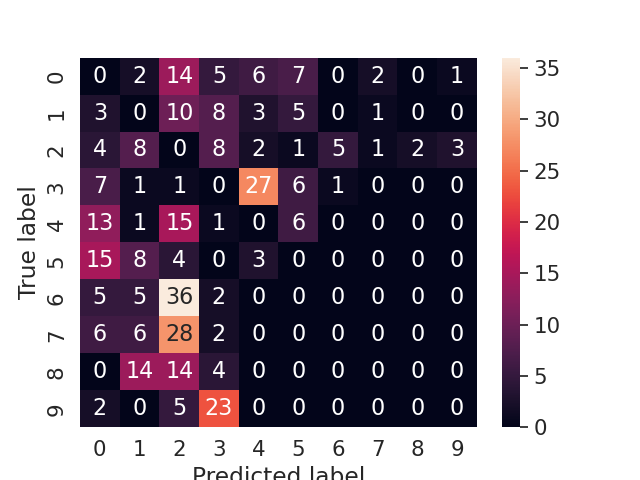 0 0 2 14 5 6 7 0 2 0 1
1 3 0 10 8 3 5 0 1 0 0
2 4 8 0 8 2 1 5 1 2 3
3 7 1 1 0 27 6 1 0 0 0
4 13 1 15 1 0 6 0 0 0 0
5 15 8 4 0 3 0 0 0 0 0
6 5 5 36 2 0 0 0 0 0 0
7 6 6 28 2 0 0 0 0 0 0
8 0 14 14 4 0 0 0 0 0 0
9 2 0 5 23 0 0 0 0 0 0
0 1 2 3 4 5 6 7 8 9
Predicted label
True label
35
30
25
20
15
10
5
0